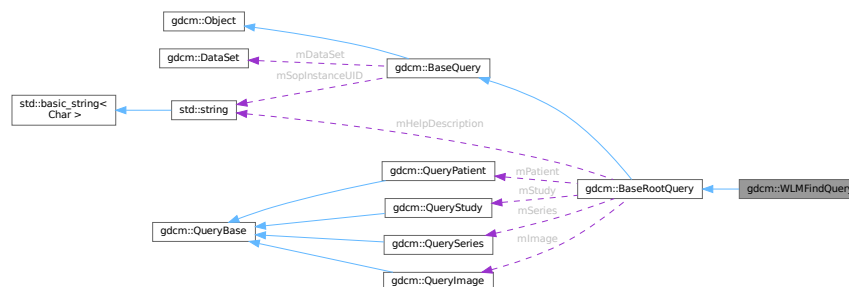 gdcm::Object
gdcm::DataSet
mDataSet
gdcm::BaseQuery
mSopInstanceUID
std::basic_string<
Char >
std::string
mHelpDescription
gdcm::QueryPatient
mPatient
gdcm::BaseRootQuery
gdcm::WLMFindQuery
mStudy
gdcm::QueryStudy
mSeries
gdcm::QueryBase
gdcm::QuerySeries
mImage
gdcm::QueryImage